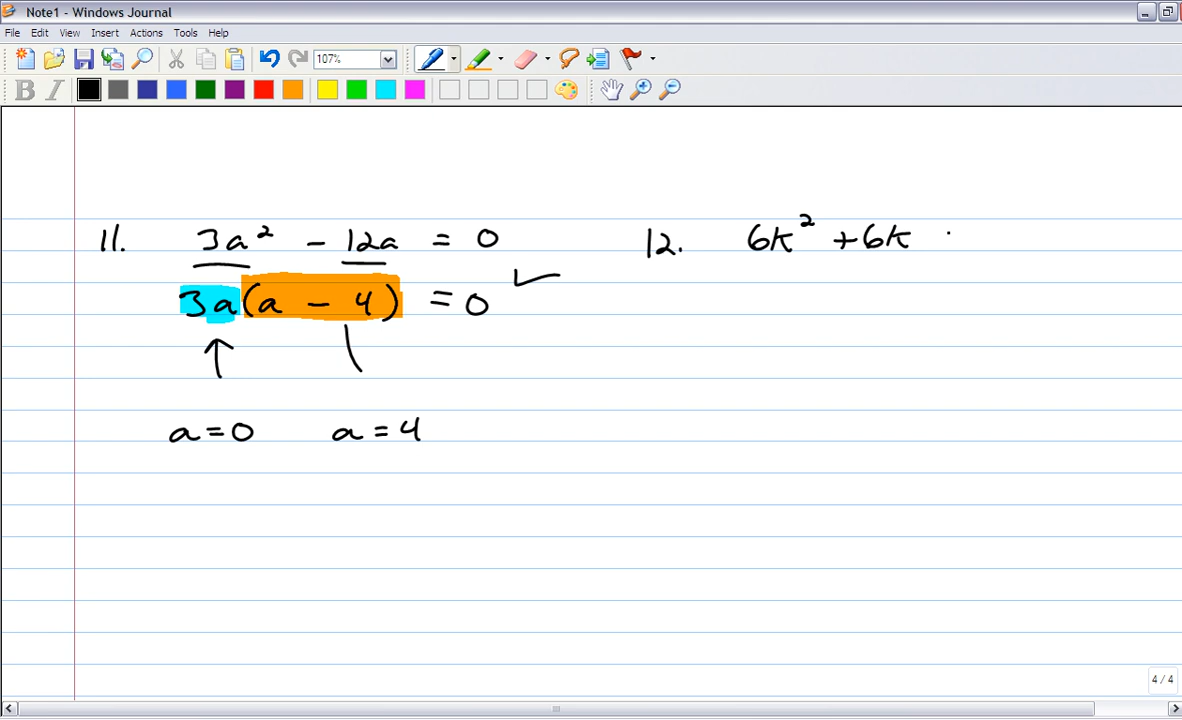 Note1 - Windows Journal
File Edit View Insert Actions Tools Help
107%
B I
11. 3a² - 12a = 0
3a(a - 4) = 0
a = 0 a = 4
12. 6k² + 6k
4 / 4